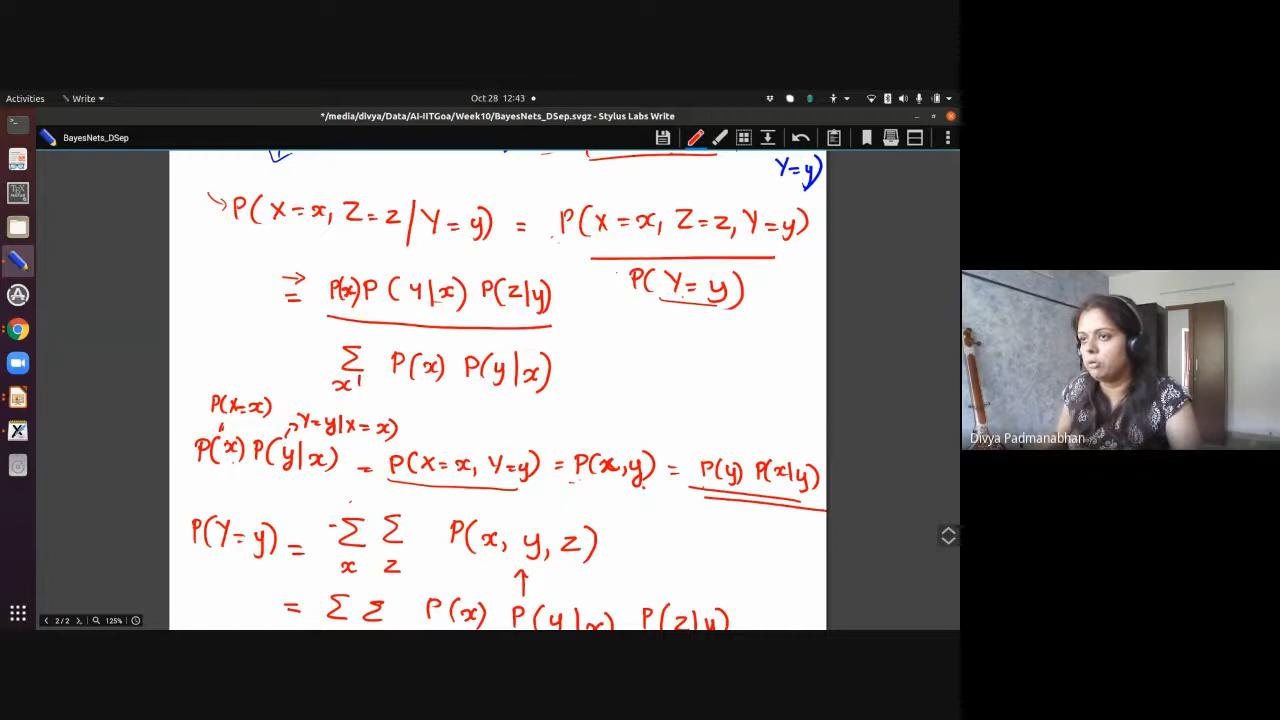 Activities Write Oct 28 12:43
*/media/divya/Data/AI-IITGoa/Week10/BayesNets_DSep.svgz - Stylus Labs Write
BayesNets_DSep
Y=y)
P(X=x, Z=z/Y=y) = P(X=x, Z=z, Y=y)
P(Y=y)
= P(x)P(y|x) P(z|y)
Σ P(x) P(y|x)
x'
P(X=x)
Y=y|X=x)
P(x) P(y|x) = P(X=x, Y=y) = P(x,y) = P(y) P(x|y)
P(Y=y) = Σ Σ P(x, y, z)
x z
= Σ Σ P(x) P(y|x) P(z|y)
2/2 125%
Divya Padmanabhan